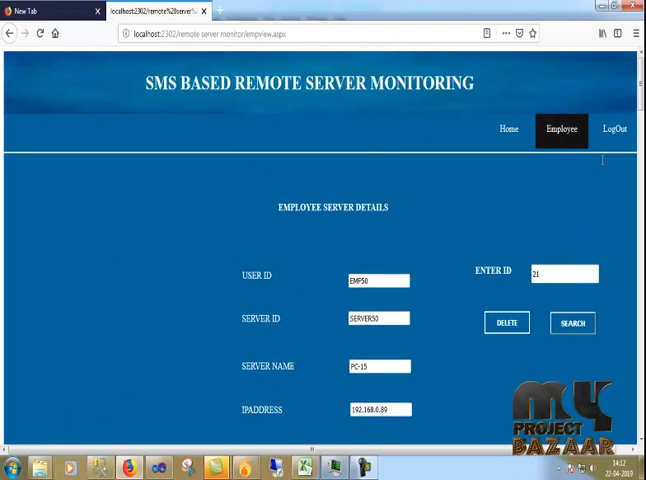 New Tab
localhost:2302/remote%20server%
localhost:2302/remote server monitor/empview.aspx
SMS BASED REMOTE SERVER MONITORING
Home
Employee
LogOut
EMPLOYEE SERVER DETAILS
USER ID
EMP50
ENTER ID
21
SERVER ID
SERVER50
DELETE
SEARCH
SERVER NAME
PC-15
IPADDRESS
192.168.0.89
my
PROJECT
BAZAAR
14:12
22-04-2019